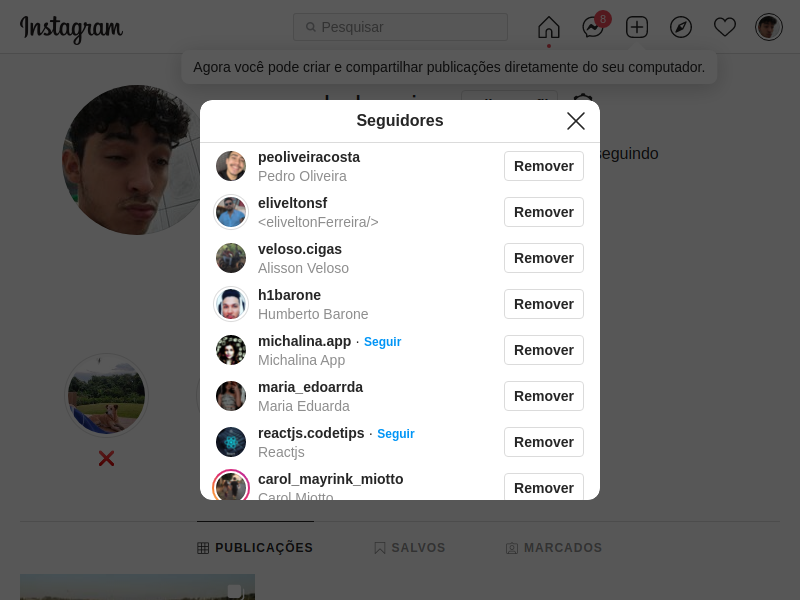 Instagram
Pesquisar
8
Agora você pode criar e compartilhar publicações diretamente do seu computador.
Seguidores
seguindo
peoliveiracosta
Pedro Oliveira
Remover
eliveltonsf
<eliveltonFerreira/>
Remover
veloso.cigas
Alisson Veloso
Remover
h1barone
Humberto Barone
Remover
michalina.app · Seguir
Michalina App
Remover
maria_edoarrda
Maria Eduarda
Remover
reactjs.codetips · Seguir
Reactjs
Remover
carol_mayrink_miotto
Carol Miotto
Remover
PUBLICAÇÕES SALVOS MARCADOS